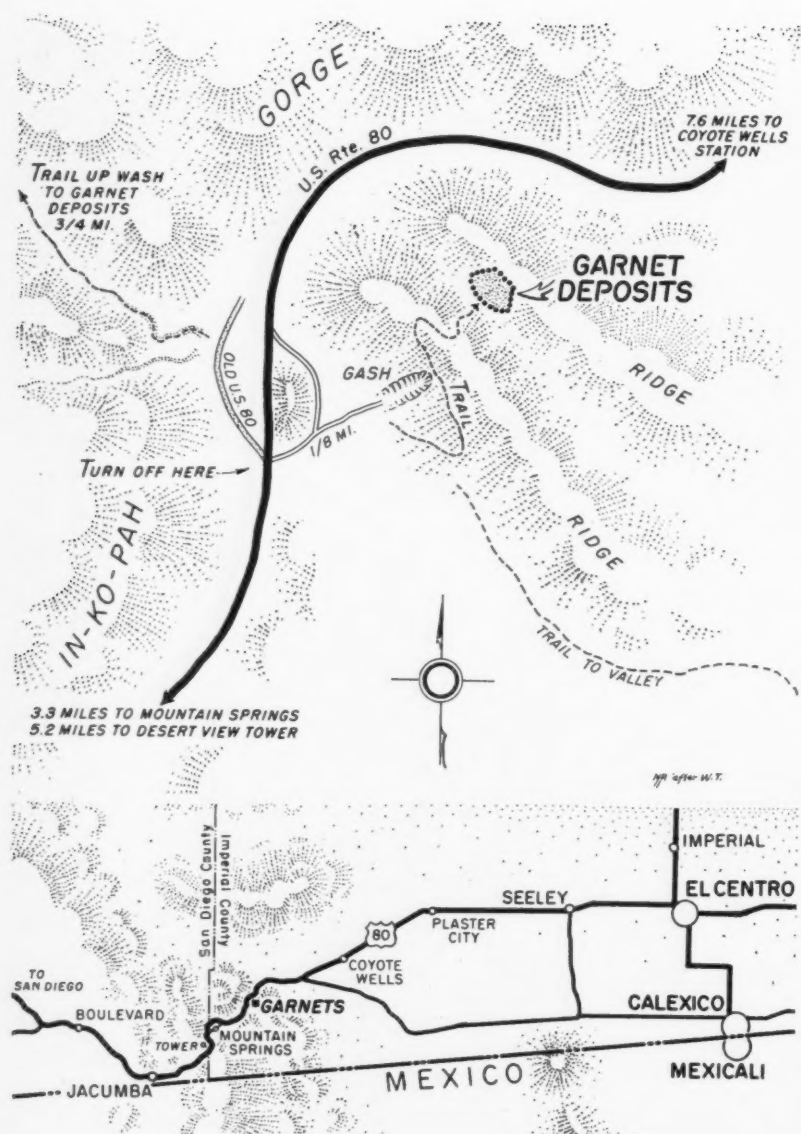 GORGE
U.S. Rte. 80
7.6 MILES TO
COYOTE WELLS
STATION
TRAIL UP WASH
TO GARNET
DEPOSITS
3/4 MI.
GARNET
DEPOSITS
OLD US 80
GASH
TRAIL
RIDGE
1/8 MI.
TURN OFF HERE
RIDGE
IN-KO-PAH
TRAIL TO VALLEY
3.3 MILES TO MOUNTAIN SPRINGS
5.2 MILES TO DESERT VIEW TOWER
after W.T.
San Diego County
Imperial County
IMPERIAL
EL CENTRO
SEELEY
80
PLASTER
CITY
COYOTE
WELLS
TO
SAN DIEGO
GARNETS
BOULEVARD
CALEXICO
MOUNTAIN
SPRINGS
TOWER
MEXICO
MEXICALI
JACUMBA